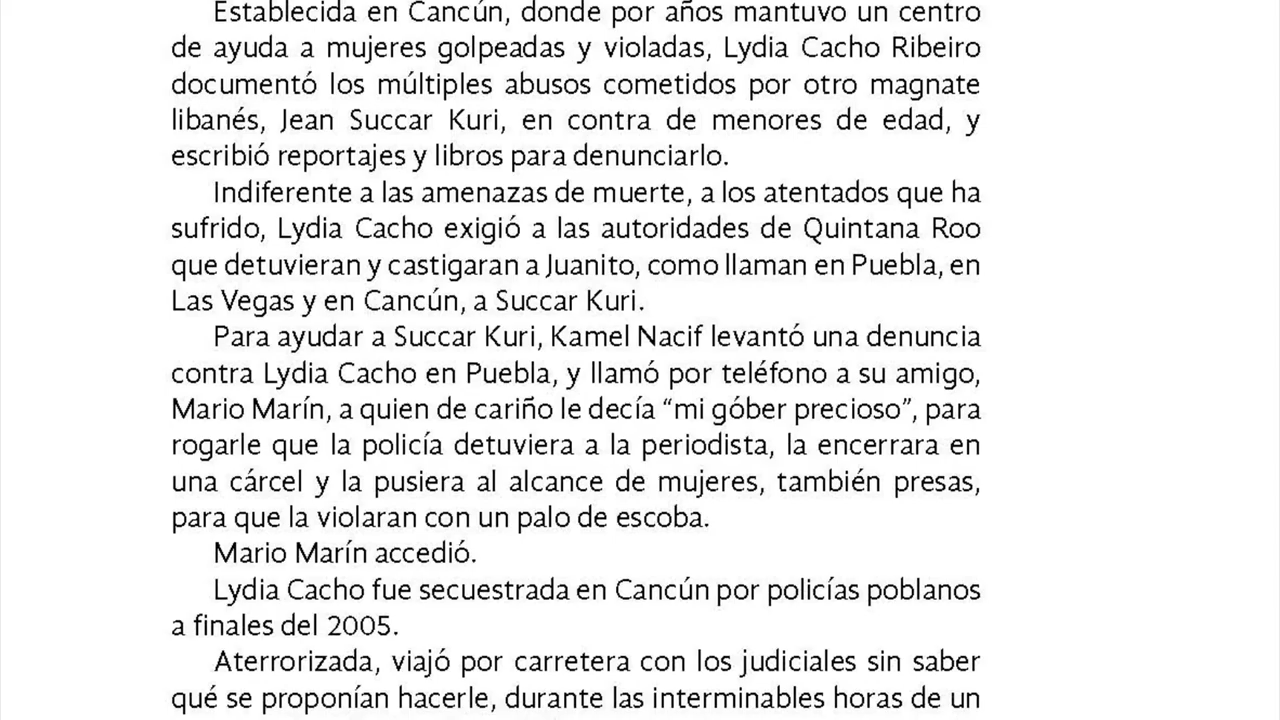 Establecida en Cancún, donde por años mantuvo un centro
de ayuda a mujeres golpeadas y violadas, Lydia Cacho Ribeiro
documentó los múltiples abusos cometidos por otro magnate
libanés, Jean Succar Kuri, en contra de menores de edad, y
escribió reportajes y libros para denunciarlo.
Indiferente a las amenazas de muerte, a los atentados que ha
sufrido, Lydia Cacho exigió a las autoridades de Quintana Roo
que detuvieran y castigaran a Juanito, como llaman en Puebla, en
Las Vegas y en Cancún, a Succar Kuri.
Para ayudar a Succar Kuri, Kamel Nacif levantó una denuncia
contra Lydia Cacho en Puebla, y llamó por teléfono a su amigo,
Mario Marín, a quien de cariño le decía “mi góber precioso”, para
rogarle que la policía detuviera a la periodista, la encerrara en
una cárcel y la pusiera al alcance de mujeres, también presas,
para que la violaran con un palo de escoba.
Mario Marín accedió.
Lydia Cacho fue secuestrada en Cancún por policías poblanos
a finales del 2005.
Aterrorizada, viajó por carretera con los judiciales sin saber
qué se proponían hacerle, durante las interminables horas de un